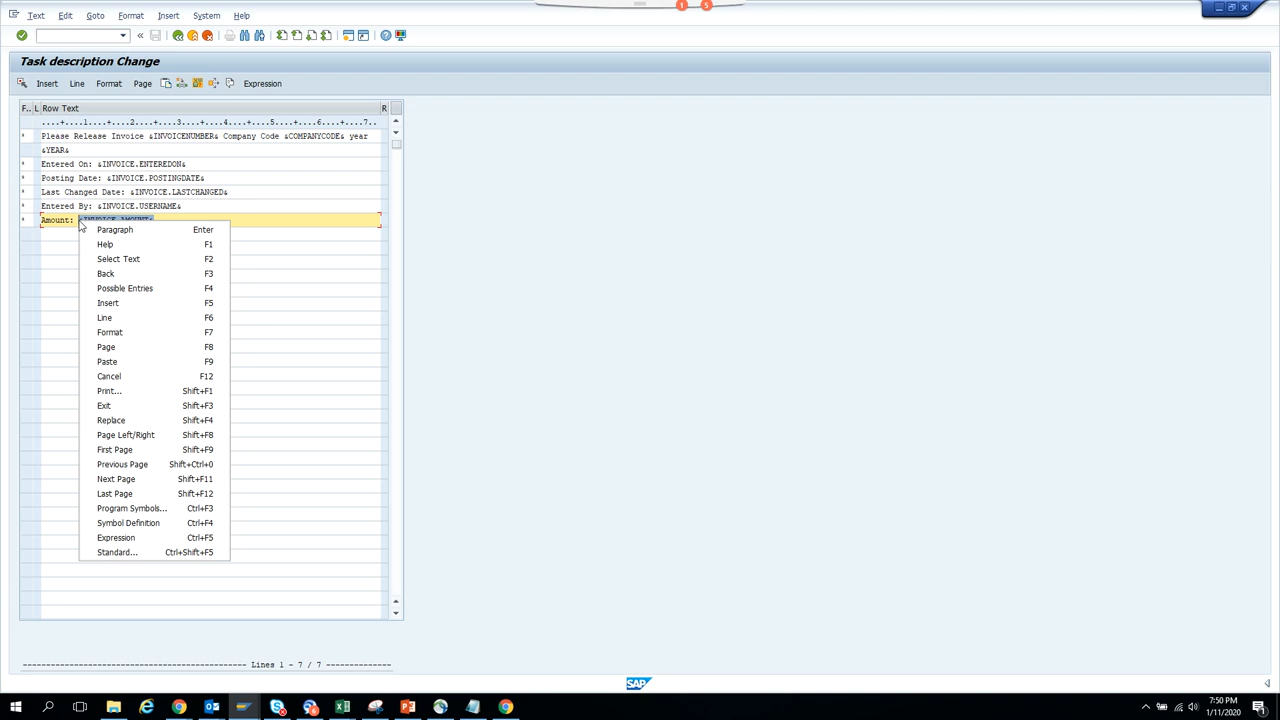 1 5
Text Edit Goto Format Insert System Help
Task description Change
Insert Line Format Page Expression
F.. L Row Text R
....+....1....+....2....+....3....+....4....+....5....+....6....+....7..
* Please Release Invoice &INVOICENUMBER& Company Code &COMPANYCODE& year
&YEAR&
* Entered On: &INVOICE.ENTEREDON&
* Posting Date: &INVOICE.POSTINGDATE&
* Last Changed Date: &INVOICE.LASTCHANGED&
* Entered By: &INVOICE.USERNAME&
* Amount: &INVOICE.AMOUNT&
Paragraph Enter
Help F1
Select Text F2
Back F3
Possible Entries F4
Insert F5
Line F6
Format F7
Page F8
Paste F9
Cancel F12
Print... Shift+F1
Exit Shift+F3
Replace Shift+F4
Page Left/Right Shift+F8
First Page Shift+F9
Previous Page Shift+Ctrl+0
Next Page Shift+F11
Last Page Shift+F12
Program Symbols... Ctrl+F3
Symbol Definition Ctrl+F4
Expression Ctrl+F5
Standard... Ctrl+Shift+F5
---------------------------------------------- Lines 1 - 7 / 7 --------------
SAP
7:50 PM
1/11/2020